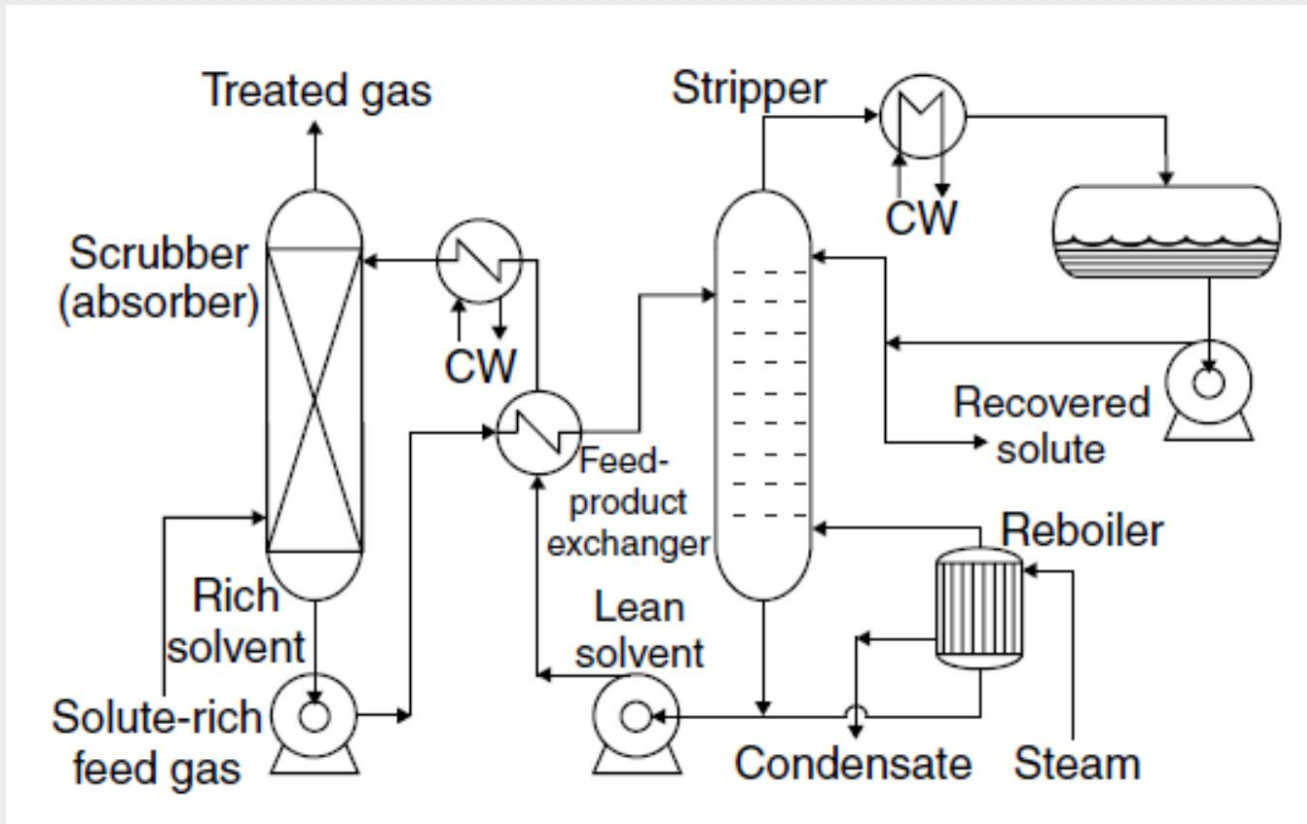 Treated gas
Stripper
CW
Scrubber
(absorber)
CW
Recovered
solute
Feed-
product
exchanger
Reboiler
Rich
solvent
Lean
solvent
Solute-rich
feed gas
Condensate
Steam